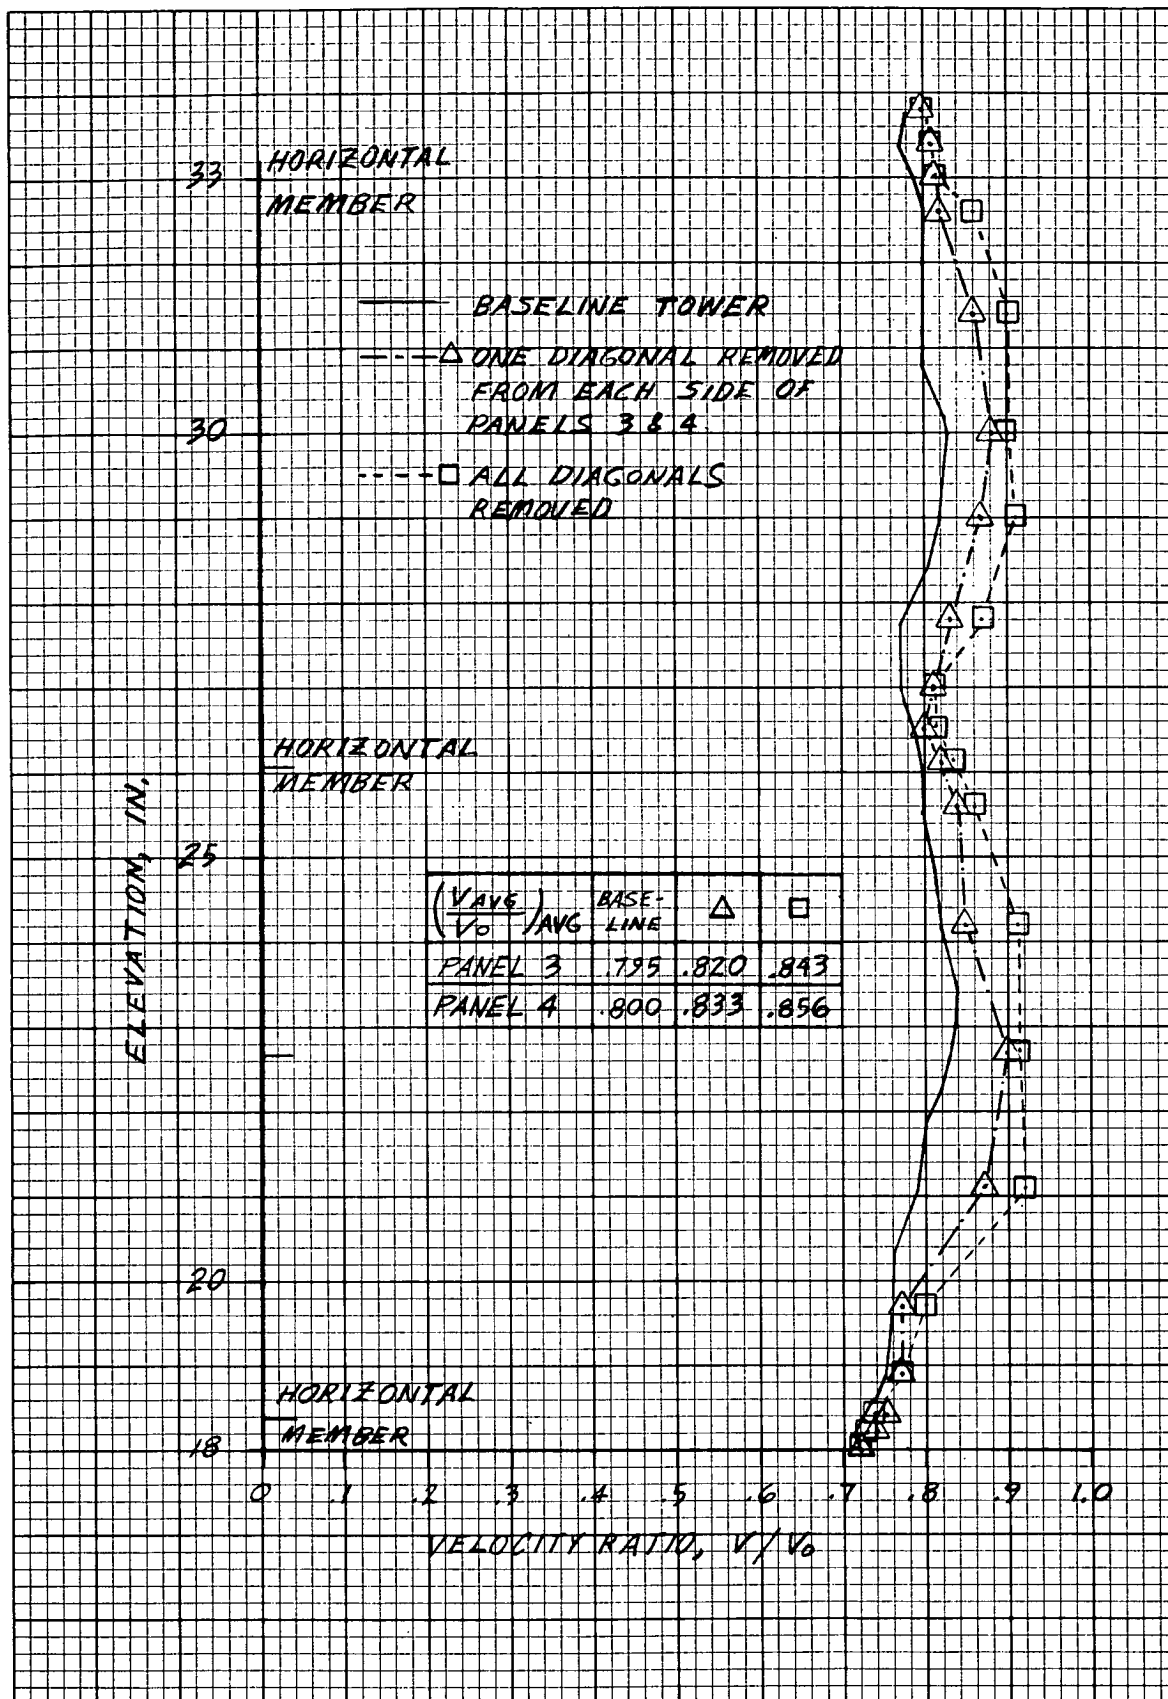 HORIZONTAL
33
MEMBER
BASELINE TOWER
ONE DIAGONAL REMOVED
FROM EACH SIDE OF
PANELS 3 & 4
30
ALL DIAGONALS
REMOVED
HORIZONTAL
MEMBER
ELEVATION, IN.
25
(VAVG/Vo)AVG BASE-LINE △ □
PANEL 3 .795 .820 .843
PANEL 4 .800 .833 .856
20
HORIZONTAL
MEMBER
18
0 .1 .2 .3 .4 .5 .6 .7 .8 .9 1.0
VELOCITY RATIO, V/Vo